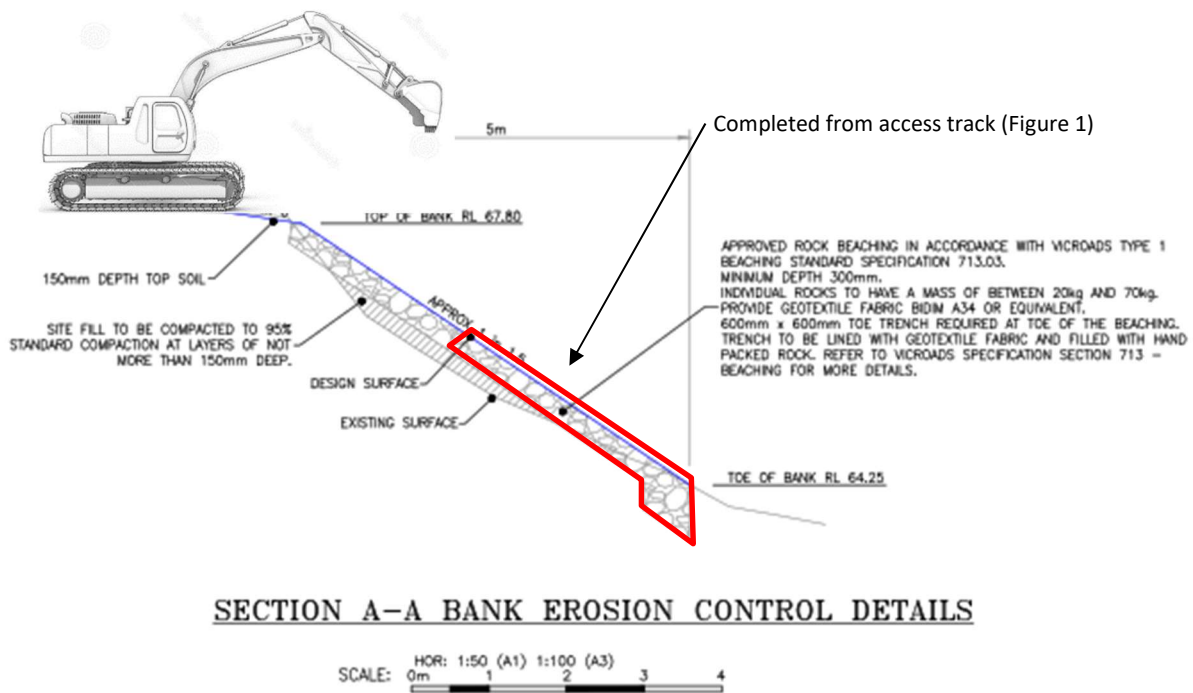 5m
Completed from access track (Figure 1)
TOP OF BANK RL 67.80
150mm DEPTH TOP SOIL
APPROVED ROCK BEACHING IN ACCORDANCE WITH VICROADS TYPE 1
BEACHING STANDARD SPECIFICATION 713.03.
MINIMUM DEPTH 300mm.
INDIVIDUAL ROCKS TO HAVE A MASS OF BETWEEN 20kg AND 70kg.
PROVIDE GEOTEXTILE FABRIC BIDIM A34 OR EQUIVALENT.
600mm x 600mm TOE TRENCH REQUIRED AT TOE OF THE BEACHING.
TRENCH TO BE LINED WITH GEOTEXTILE FABRIC AND FILLED WITH HAND
PACKED ROCK. REFER TO VICROADS SPECIFICATION SECTION 713 -
BEACHING FOR MORE DETAILS.
APPROX
SITE FILL TO BE COMPACTED TO 95%
STANDARD COMPACTION AT LAYERS OF NOT
MORE THAN 150mm DEEP.
DESIGN SURFACE
EXISTING SURFACE
TOE OF BANK RL 64.25
SECTION A-A BANK EROSION CONTROL DETAILS
SCALE:
HOR: 1:50 (A1) 1:100 (A3)
0m 1 2 3 4